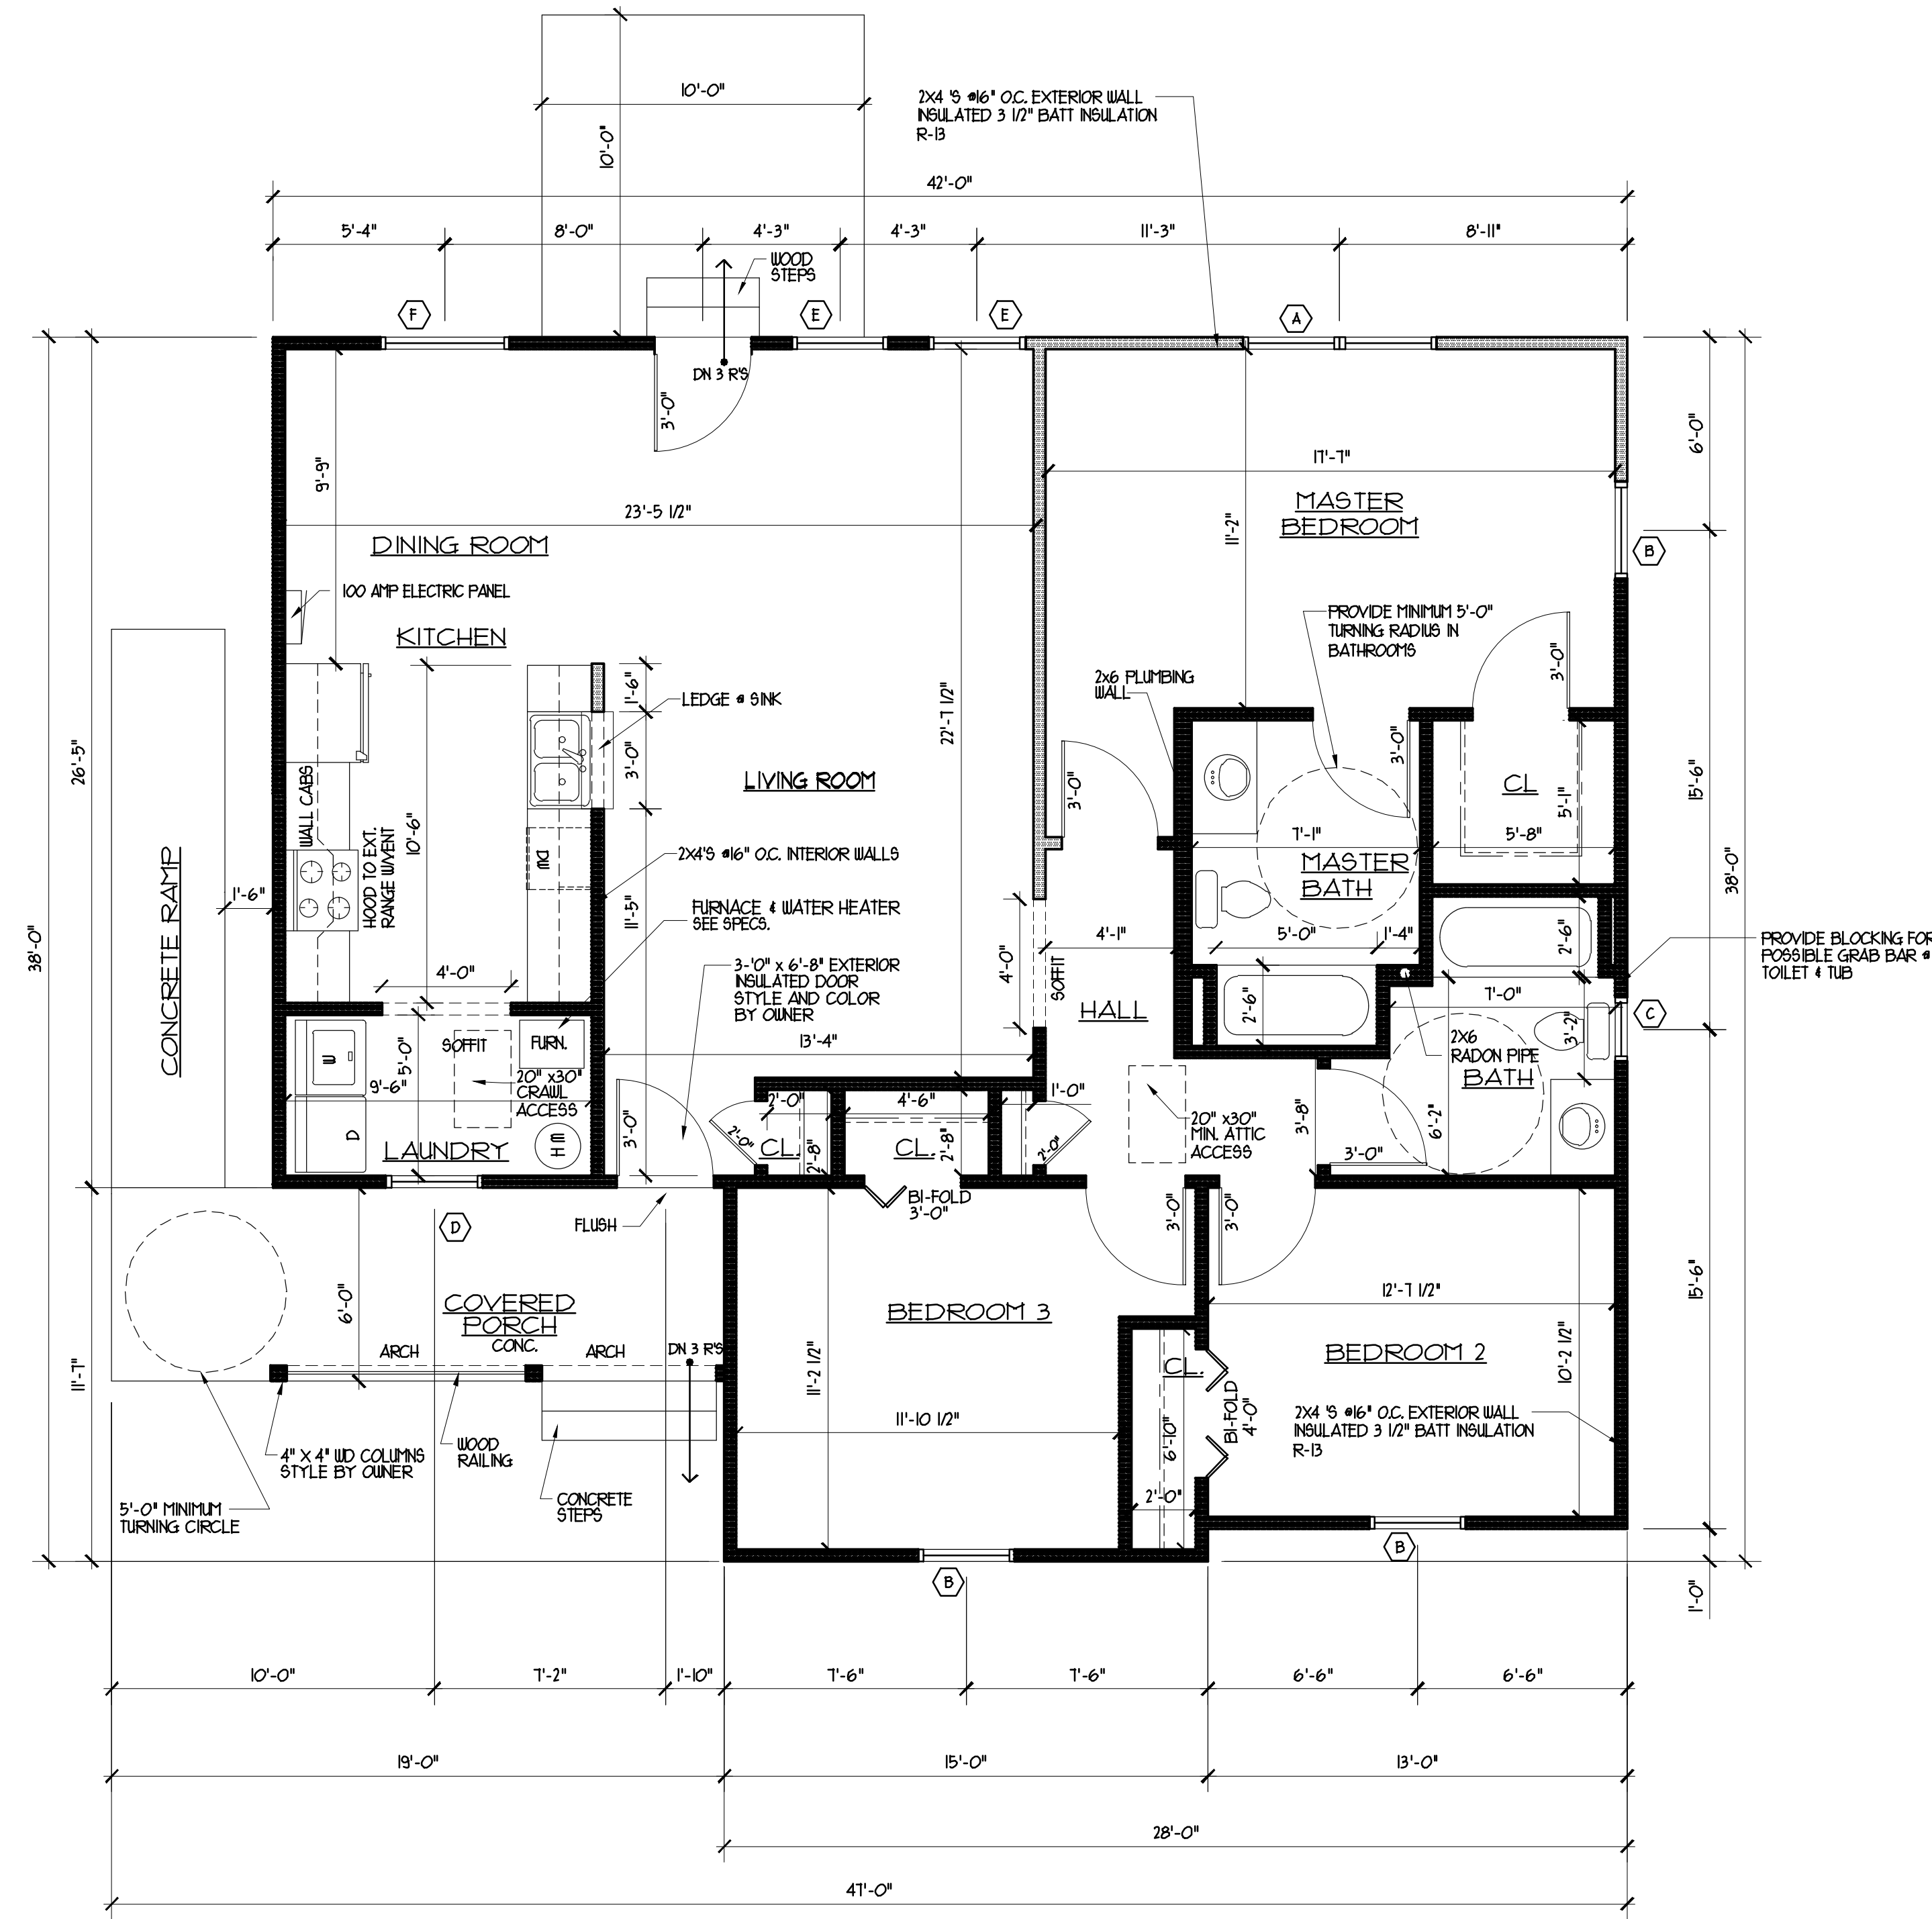 10'-0"
10'-0"
2X4 'S @16" O.C. EXTERIOR WALL
INSULATED 3 1/2" BATT INSULATION
R-13
42'-0"
5'-4"
8'-0"
4'-3"
4'-3"
11'-3"
8'-11"
WOOD
STEPS
F
E
E
A
DN 3 R'S
3'-0"
9'-9"
23'-5 1/2"
17'-7"
6'-0"
MASTER
BEDROOM
11'-2"
DINING ROOM
B
100 AMP ELECTRIC PANEL
KITCHEN
PROVIDE MINIMUM 5'-0"
TURNING RADIUS IN
BATHROOMS
2x6 PLUMBING
WALL
3'-0"
1'-6"
LEDGE @ SINK
22'-7 1/2"
26'-5"
3'-0"
3'-0"
LIVING ROOM
3'-0"
CL
5'-1"
15'-6"
WALL CABS
10'-6"
7'-1"
5'-8"
HOOD TO EXT.
RANGE W/VENT
DW
2X4'S @16" O.C. INTERIOR WALLS
MASTER
BATH
38'-0"
CONCRETE RAMP
1'-6"
11'-5"
FURNACE & WATER HEATER
SEE SPECS.
4'-1"
5'-0"
1'-4"
2'-6"
38'-0"
PROVIDE BLOCKING FOR
POSSIBLE GRAB BAR @
TOILET & TUB
4'-0"
3-'0" x 6'-8" EXTERIOR
INSULATED DOOR
STYLE AND COLOR
BY OWNER
4'-0"
SOFFIT
HALL
2'-6"
7'-0"
3'-2"
C
W
5'-0"
SOFFIT
FURN.
13'-4"
2X6
RADON PIPE
BATH
9'-6"
20" x30"
CRAWL
ACCESS
D
LAUNDRY
HW
3'-0"
2'-0"
2'-0"
CL.
2'-8"
4'-6"
CL.
2'-8"
1'-0"
2'-0"
20" x30"
MIN. ATTIC
ACCESS
3'-8"
6'-2"
3'-0"
D
FLUSH
BI-FOLD
3'-0"
3'-0"
3'-0"
6'-0"
COVERED
PORCH
CONC.
ARCH
ARCH
DN 3 R'S
BEDROOM 3
12'-7 1/2"
15'-6"
BEDROOM 2
10'-2 1/2"
11'-7"
11'-2 1/2"
CL.
11'-10 1/2"
BI-FOLD
4'-0"
6'-10"
2'-0"
2X4 'S @16" O.C. EXTERIOR WALL
INSULATED 3 1/2" BATT INSULATION
R-13
4" X 4" WD COLUMNS
STYLE BY OWNER
WOOD
RAILING
CONCRETE
STEPS
5'-0" MINIMUM
TURNING CIRCLE
B
B
1'-0"
10'-0"
7'-2"
1'-10"
7'-6"
7'-6"
6'-6"
6'-6"
19'-0"
15'-0"
13'-0"
28'-0"
47'-0"